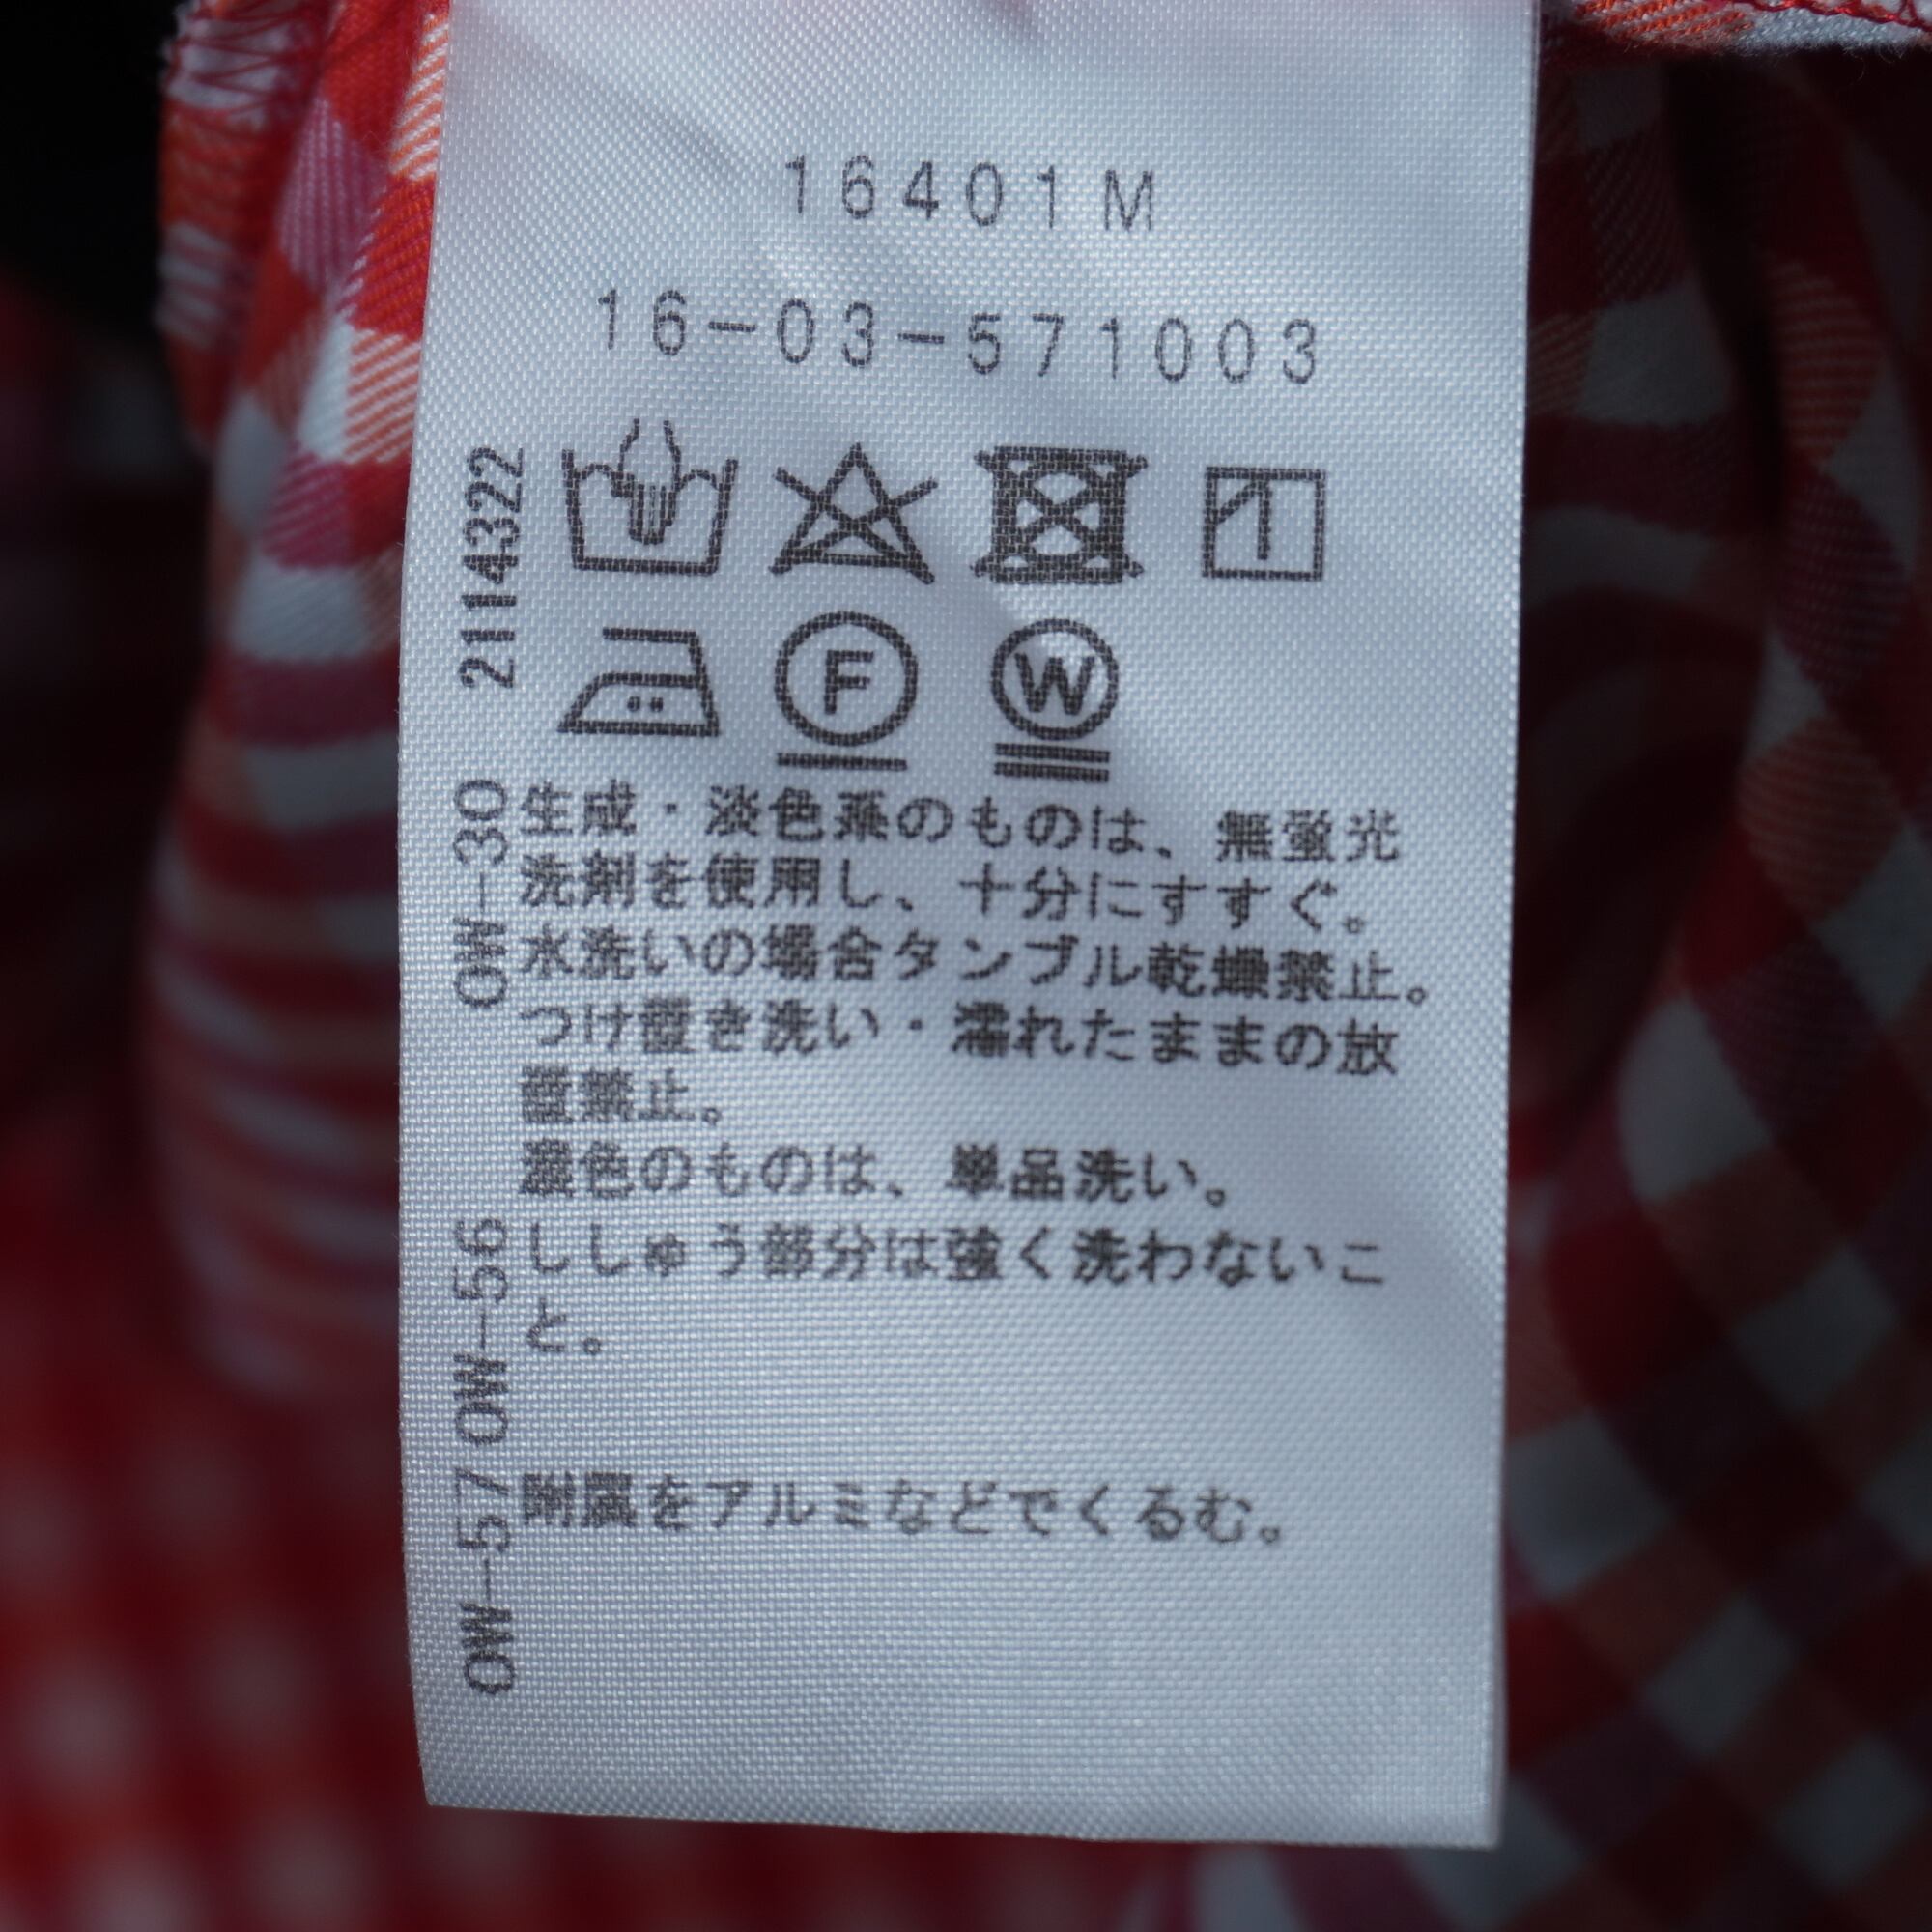 16401M
16-03-571003
F
W
生成・淡色系のものは、無蛍光
洗剤を使用し、十分にすすぐ。
水洗いの場合タンブル乾燥禁止。
つけ置き洗い・濡れたままの放
置禁止。
濃色のものは、単品洗い。
ししゅう部分は強く洗わないこ
と。
附属をアルミなどでくるむ。
OW-57 OW-56 OW-30 2114322